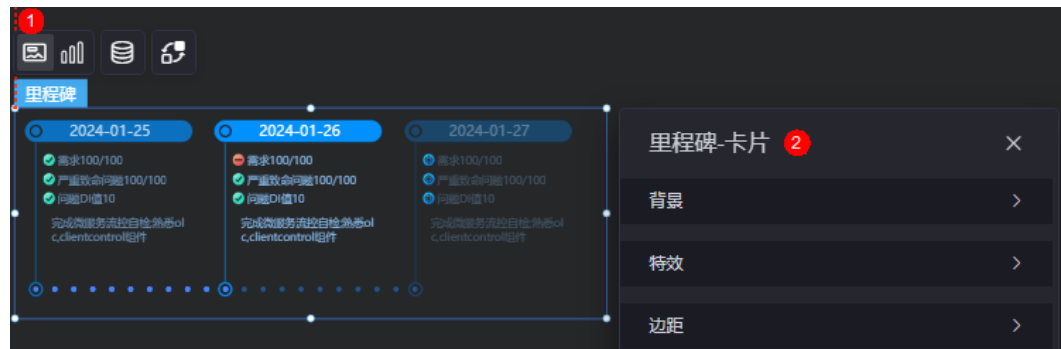 1
里程碑
2024-01-25
需求100/100
严重致命问题100/100
问题DI值10
完成微服务流控自检;熟悉ol
c,clientcontrol组件
2024-01-26
需求100/100
严重致命问题100/100
问题DI值10
完成微服务流控自检;熟悉ol
c,clientcontrol组件
2024-01-27
需求100/100
严重致命问题100/100
问题DI值10
完成微服务流控自检;熟悉ol
c,clientcontrol组件
里程碑-卡片 2
背景
特效
边距